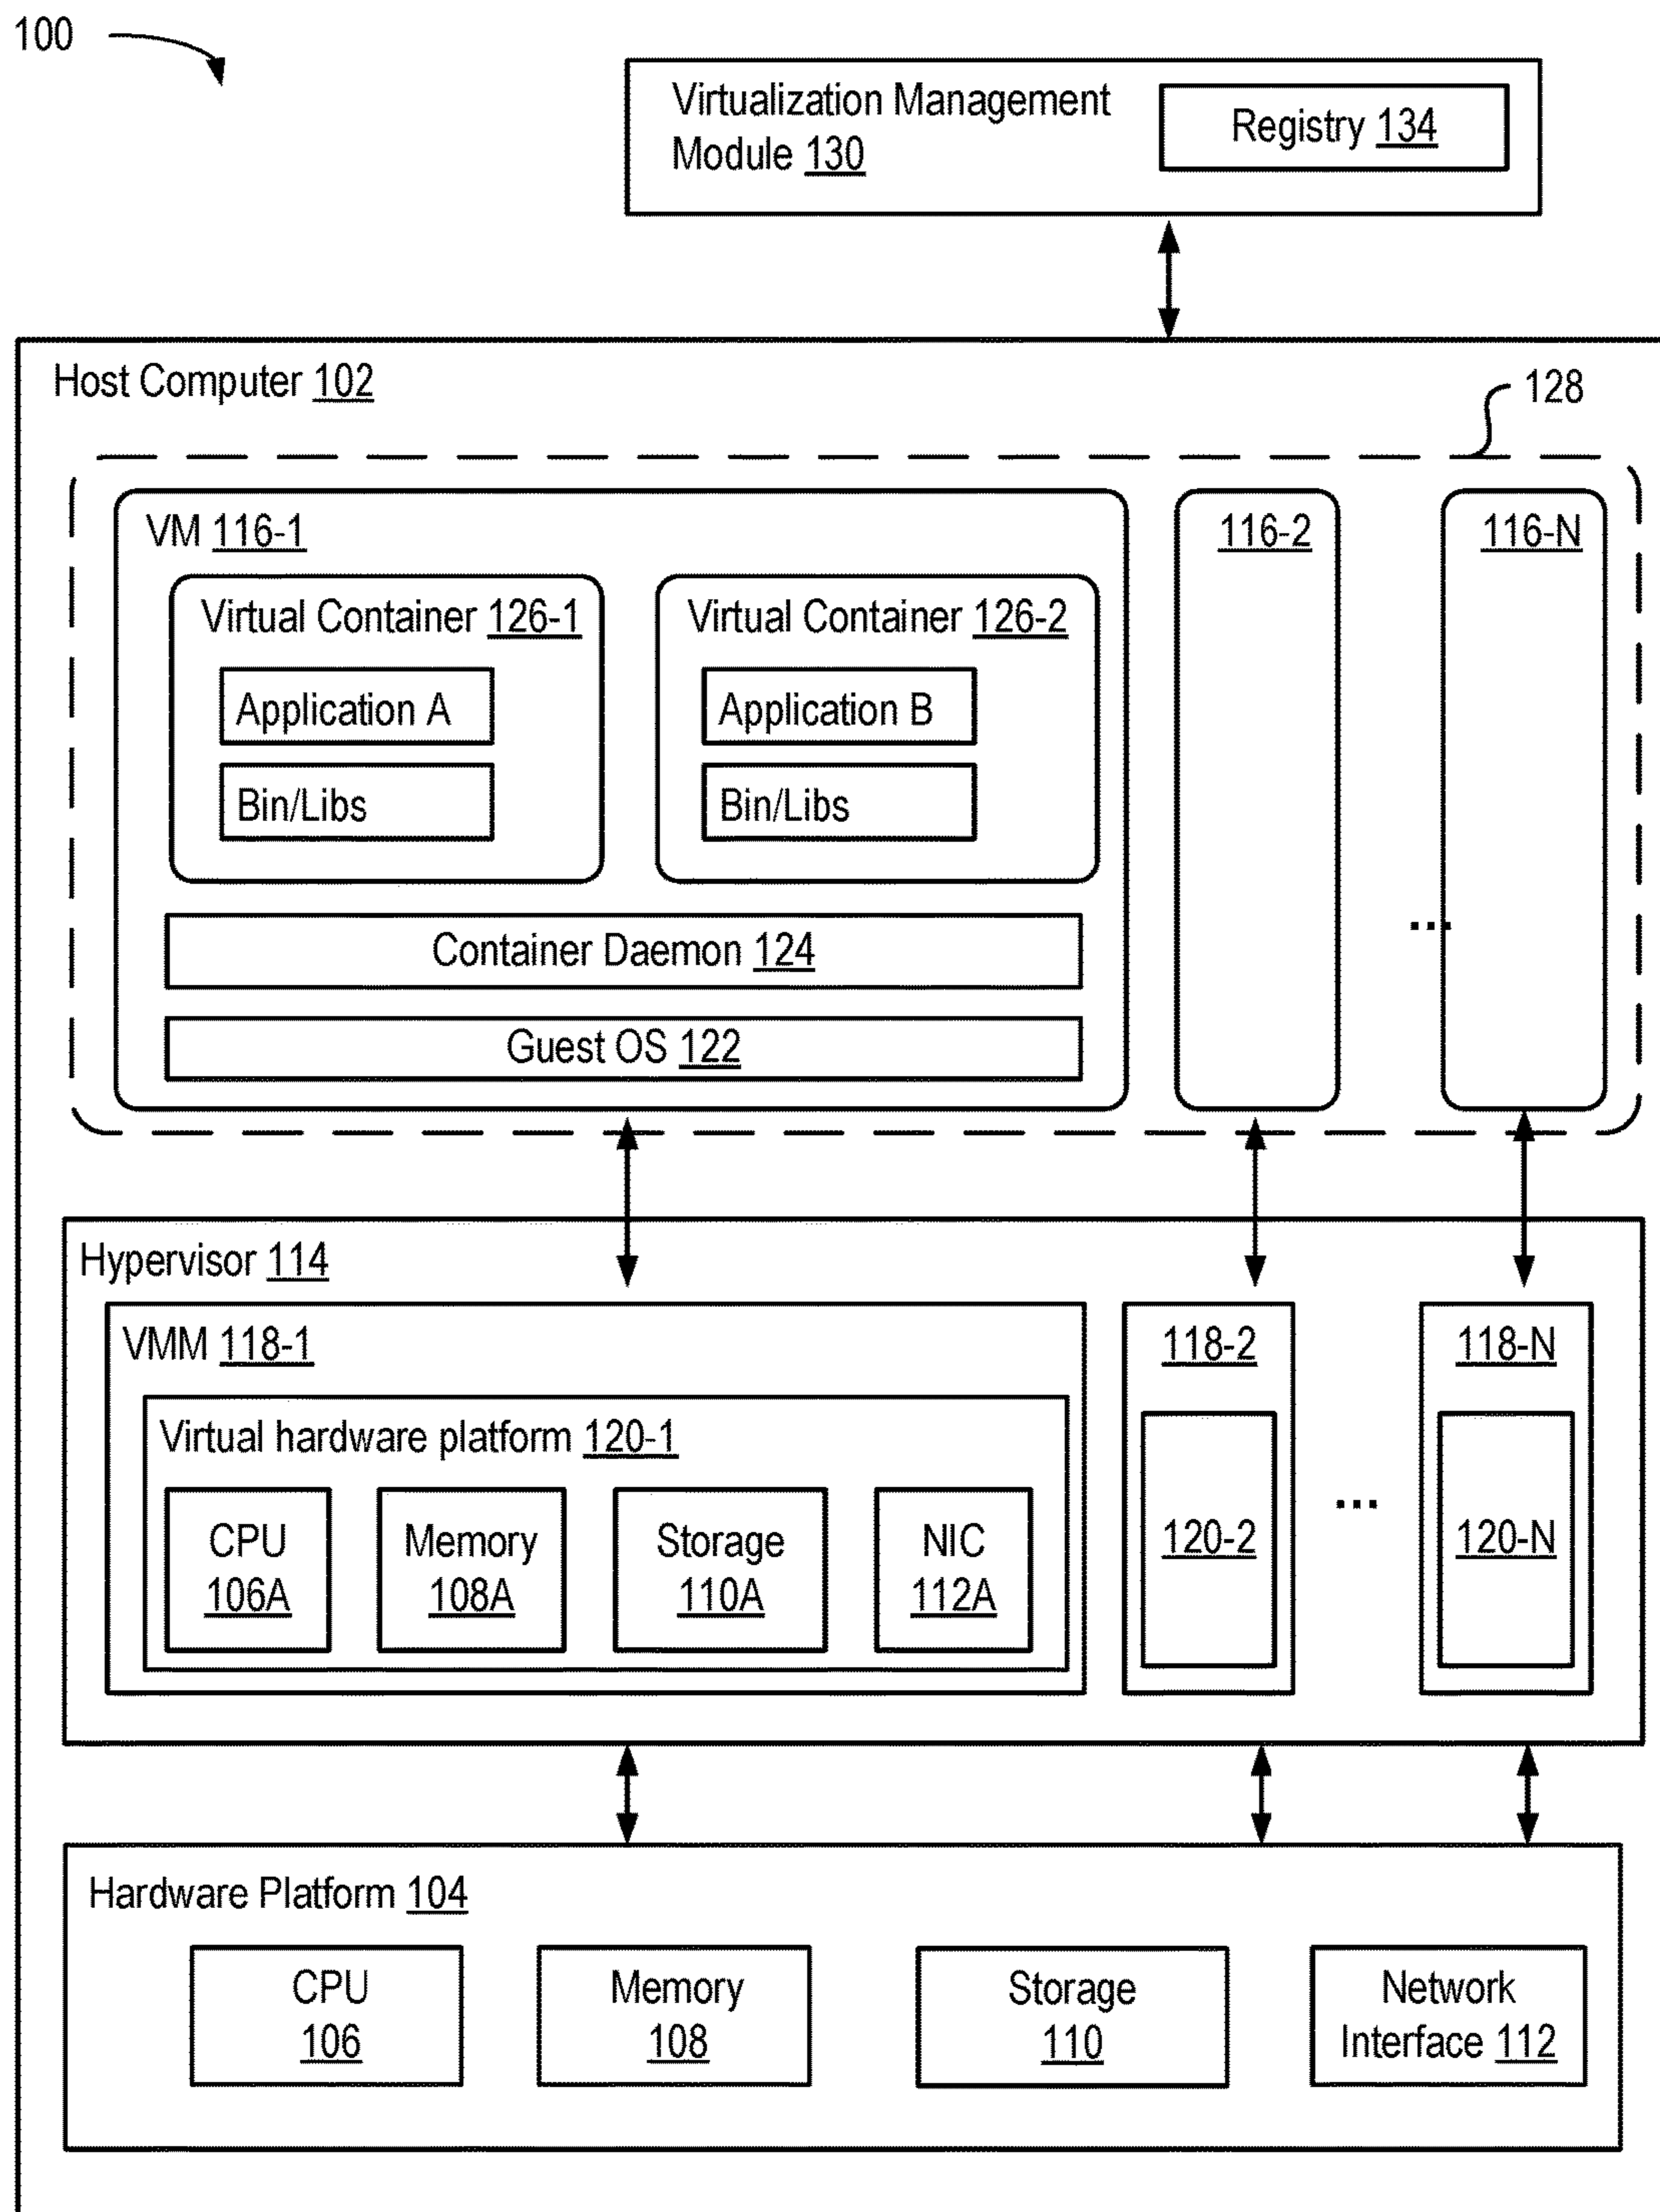 100
Virtualization Management
Module 130
Registry 134
Host Computer 102
128
VM 116-1
116-2
116-N
Virtual Container 126-1
Virtual Container 126-2
Application A
Application B
Bin/Libs
Bin/Libs
...
Container Daemon 124
Guest OS 122
Hypervisor 114
VMM 118-1
118-2
118-N
Virtual hardware platform 120-1
CPU
106A
Memory
108A
Storage
110A
NIC
112A
120-2
...
120-N
Hardware Platform 104
CPU
106
Memory
108
Storage
110
Network
Interface 112